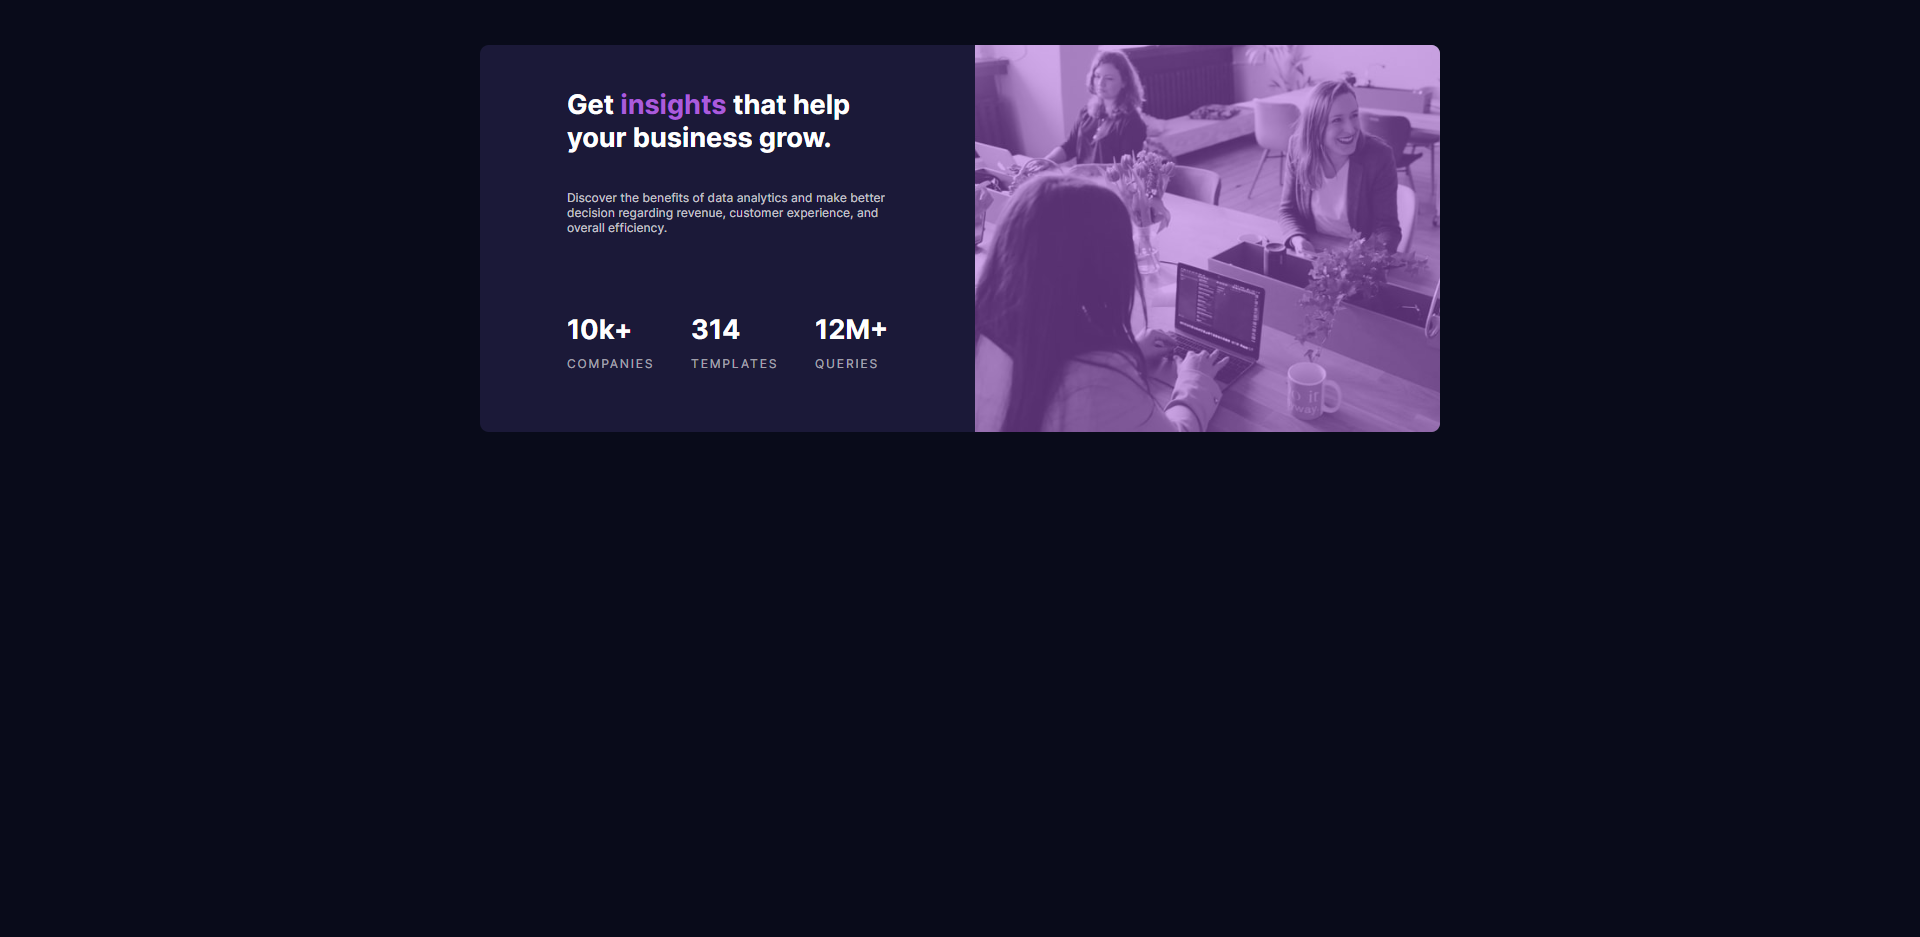 Get insights that help
your business grow.
Discover the benefits of data analytics and make better
decision regarding revenue, customer experience, and
overall efficiency.
10k+ 314 12M+
COMPANIES TEMPLATES QUERIES